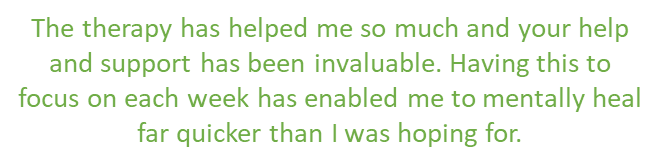 The therapy has helped me so much and your help
and support has been invaluable. Having this to
focus on each week has enabled me to mentally heal
far quicker than I was hoping for.